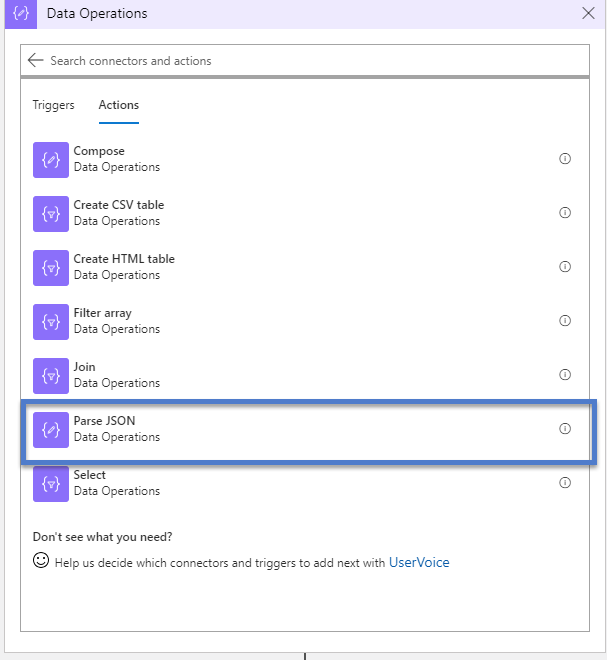 Data Operations
Search connectors and actions
Triggers Actions
Compose
Data Operations
Create CSV table
Data Operations
Create HTML table
Data Operations
Filter array
Data Operations
Join
Data Operations
Parse JSON
Data Operations
Select
Data Operations
Don't see what you need?
Help us decide which connectors and triggers to add next with UserVoice